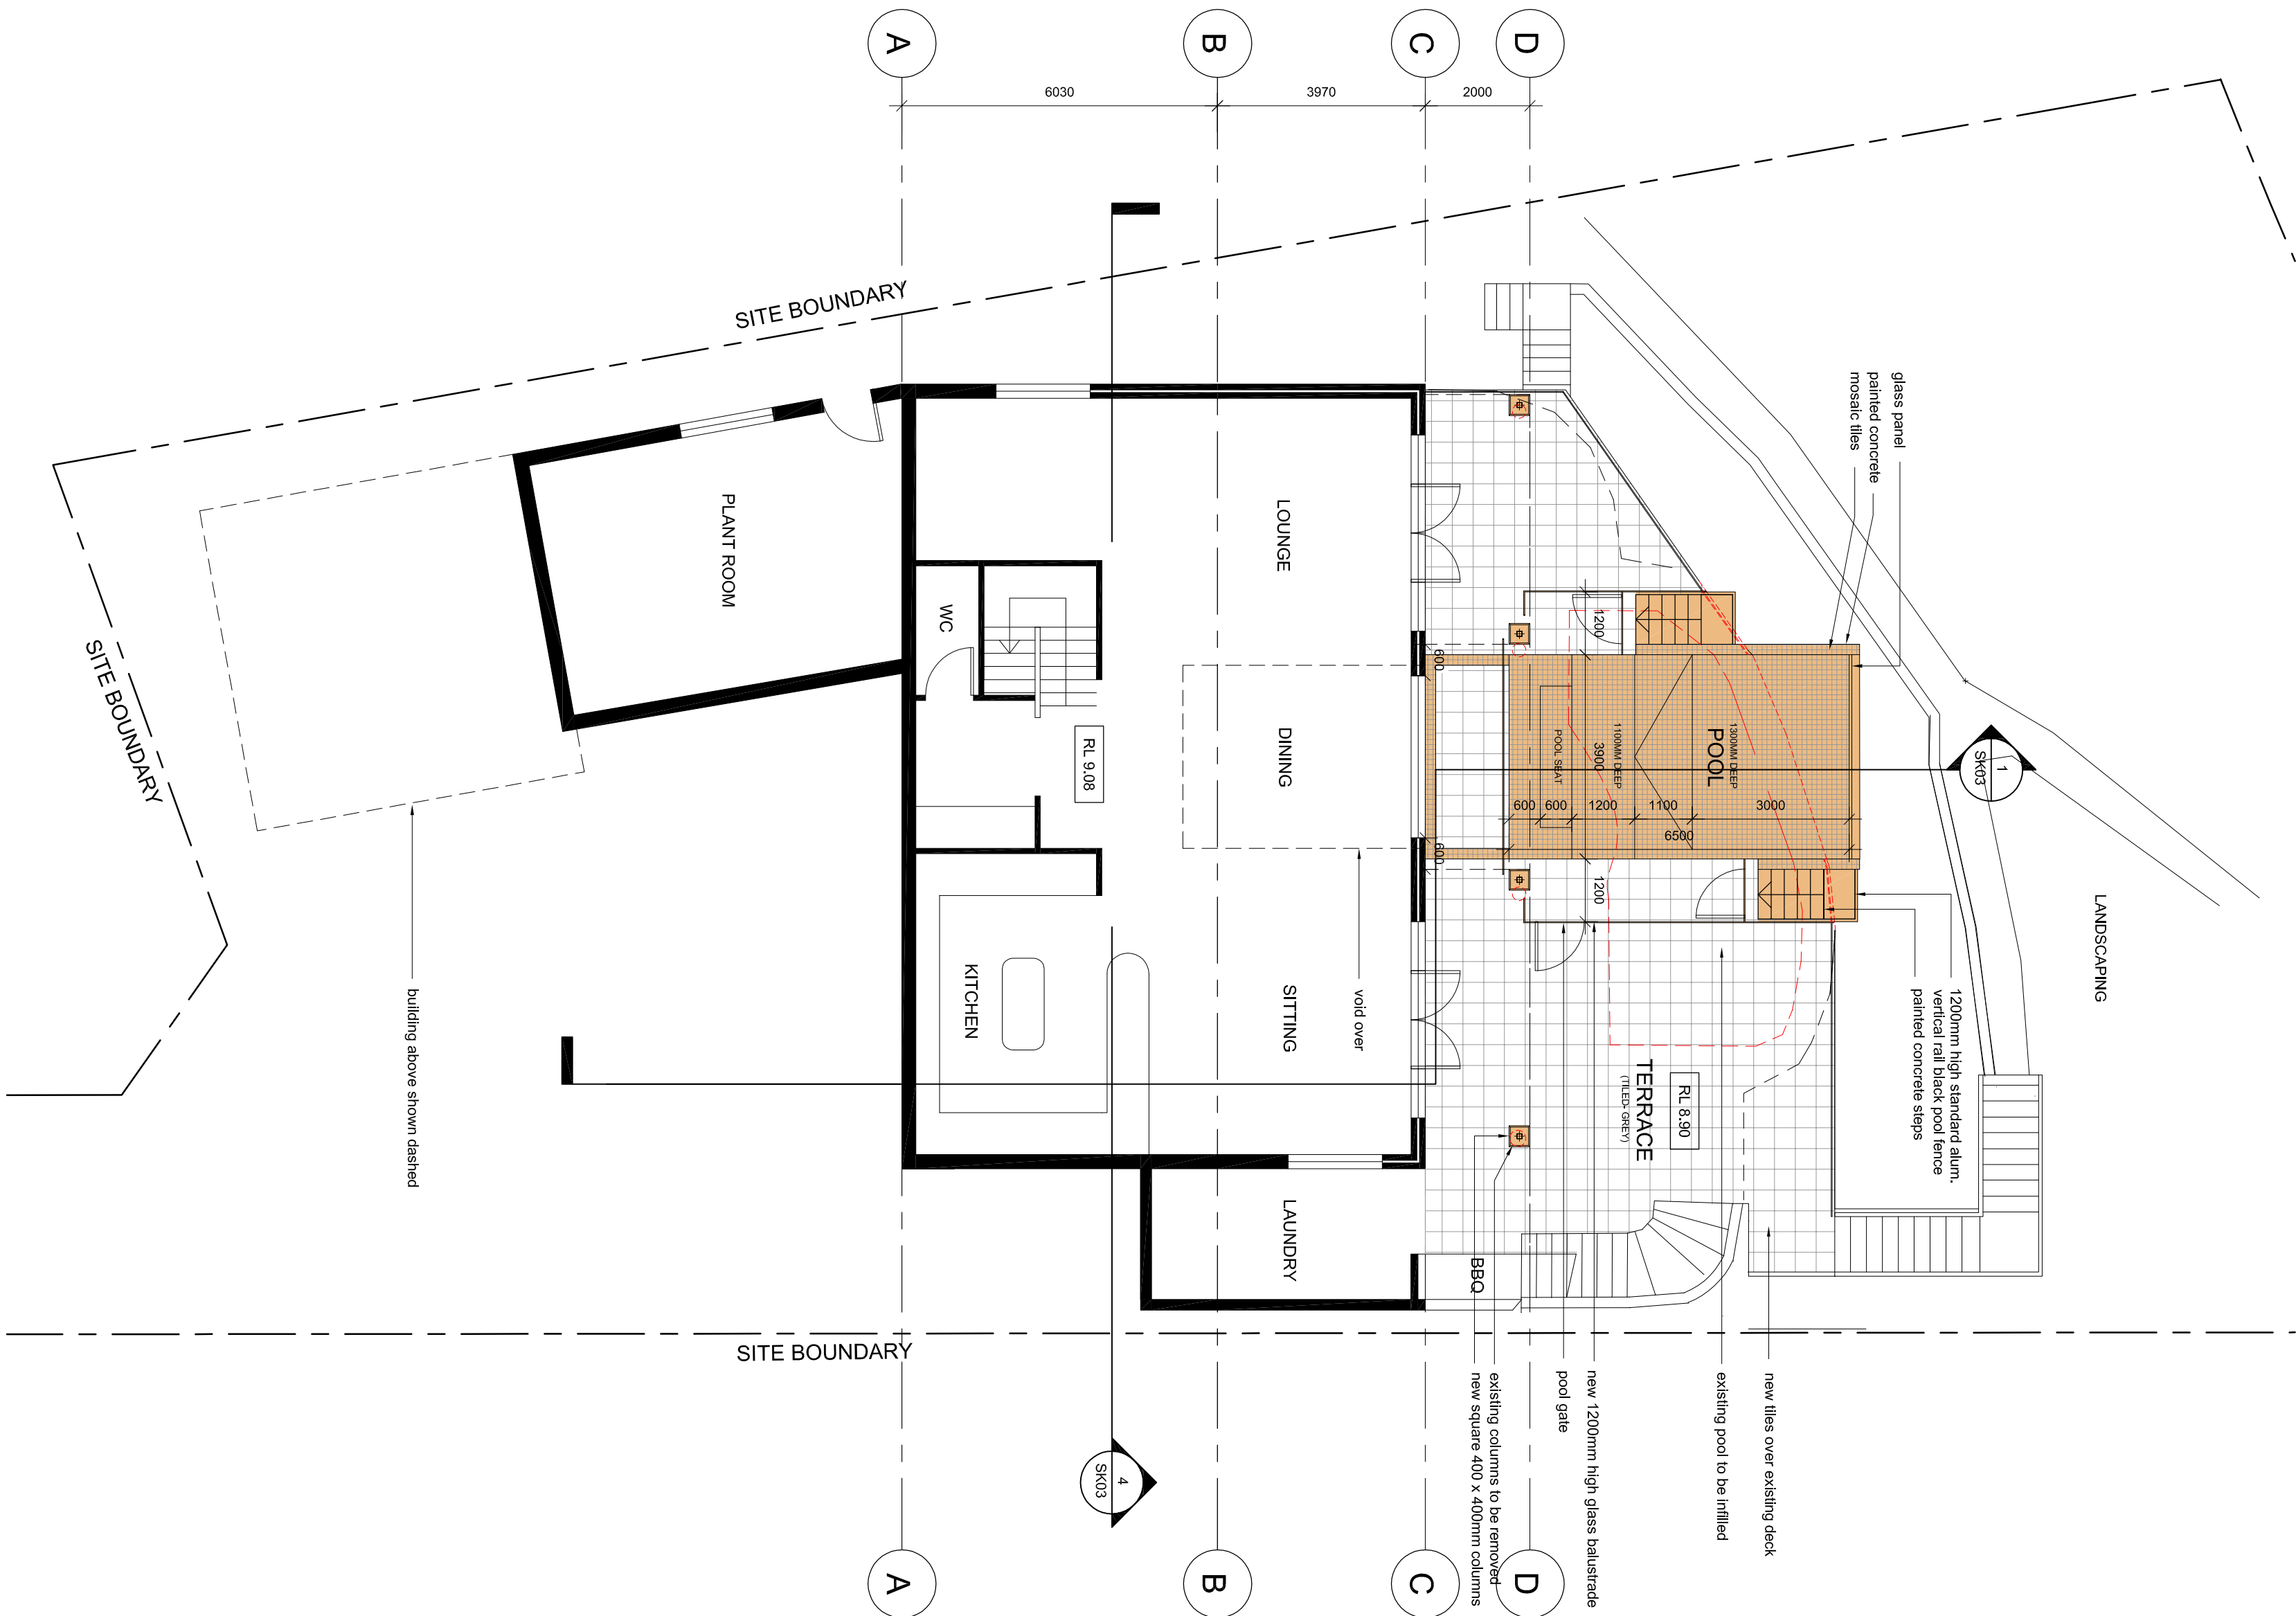 A
B
C
D
6030
3970
2000
SITE BOUNDARY
glass panel
painted concrete
mosaic tiles
PLANT ROOM
LOUNGE
WC
1200
600
DINING
RL 9.08
1300MM DEEP
POOL
1100MM DEEP
3900
POOL SEAT
1
SK03
600
600
1200
1100
3000
6500
600
1200
SITE BOUNDARY
LANDSCAPING
KITCHEN
SITTING
void over
building above shown dashed
1200mm high standard alum.
vertical rail black pool fence
painted concrete steps
RL 8.90
TERRACE
(TILED- GREY)
LAUNDRY
BBQ
SITE BOUNDARY
new square 400 x 400mm columns
existing columns to be removed
pool gate
new 1200mm high glass balustrade
existing pool to be infilled
new tiles over existing deck
4
SK03
A
B
C
D